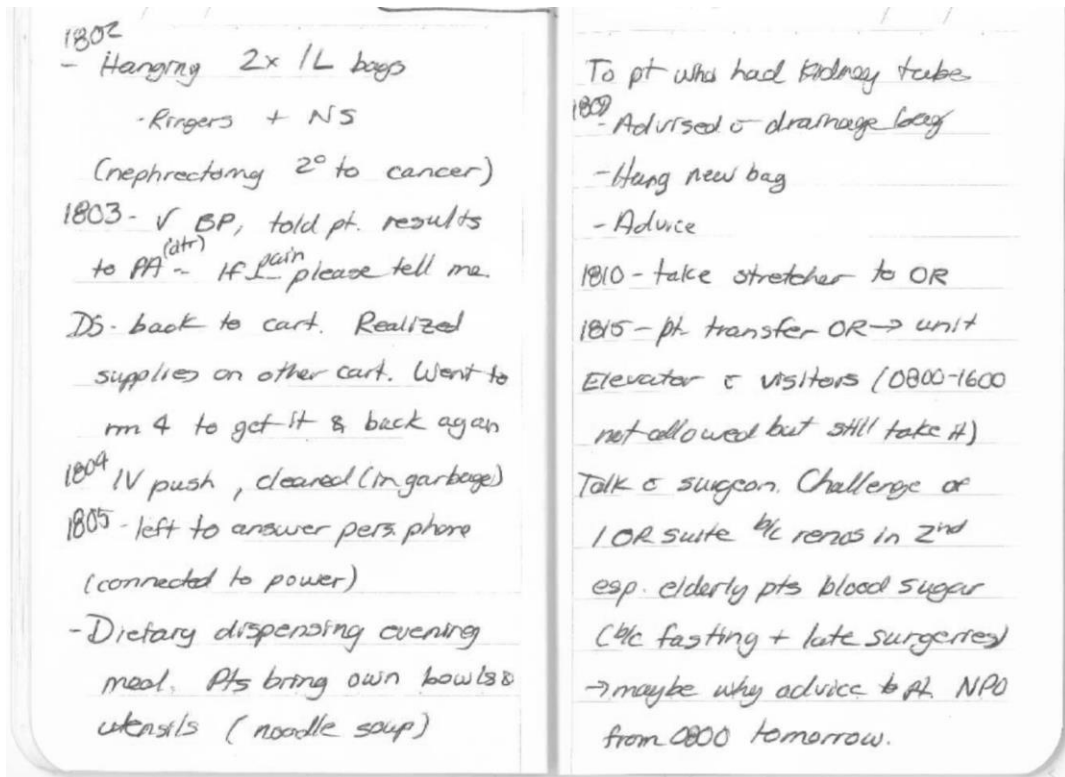 1802
- Hanging 2x 1L bags
- Ringers + NS
(nephrectomy 2° to cancer)
1803 - √ BP, told pt. results
to PA (dtr) - If pain please tell me.
DS - back to cart. Realized
supplies on other cart. Went to
rm 4 to get it & back again
1804 IV push, cleared (in garbage)
1805 - left to answer pers. phone
(connected to power)
- Dietary dispensing evening
meal. Pts bring own bowls &
utensils (noodle soup)
To pt who had kidney tube
1809 - Advised c̄ drainage bag
- Hang new bag
- Advice
1810 - take stretcher to OR
1815 - pt. transfer OR → unit
Elevator c̄ visitors (0800-1600
not allowed but still take it)
Talk c̄ surgeon. Challenge of
1 OR suite b/c renos in 2nd
esp. elderly pts blood sugar
(b/c fasting + late surgeries)
→ maybe why advice to pt. NPO
from 0800 tomorrow.